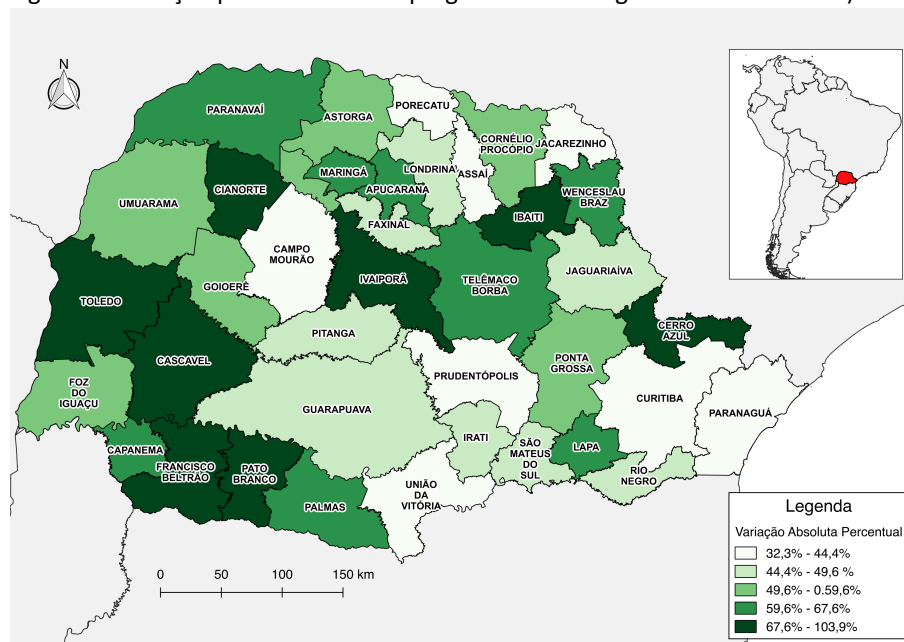 N
PARANAVAÍ
ASTORGA
PORECATU
CORNÉLIO
PROCÓPIO
JACAREZINHO
LONDRINA
ASSAÍ
MARINGÁ
APUCARANA
WENCESLAU
BRAZ
CIANORTE
UMUARAMA
IBAITI
FAXINAL
CAMPO
MOURÃO
IVAIPORÃ
TELÊMACO
BORBA
JAGUARIAÍVA
GOIOERÊ
TOLEDO
PITANGA
CERRO
AZUL
CASCAVEL
PONTA
GROSSA
PRUDENTÓPOLIS
FOZ
DO
IGUAÇU
CURITIBA
PARANAGUÁ
GUARAPUAVA
IRATI
SÃO
MATEUS
DO
SUL
LAPA
CAPANEMA
FRANCISCO
BELTRÃO
PATO
BRANCO
RIO
NEGRO
UNIÃO
DA
VITÓRIA
PALMAS
0 50 100 150 km
Legenda
Variação Absoluta Percentual
32,3% - 44,4%
44,4% - 49,6 %
49,6% - 0.59,6%
59,6% - 67,6%
67,6% - 103,9%